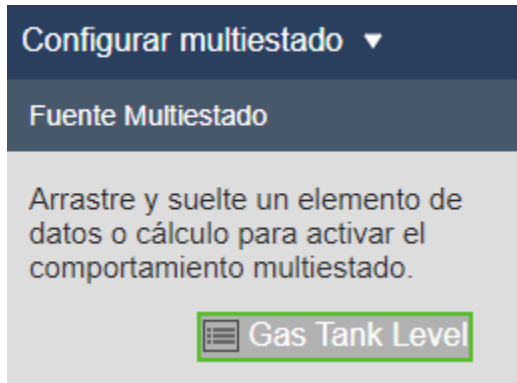 Configurar multiestado
Fuente Multiestado
Arrastre y suelte un elemento de
datos o cálculo para activar el
comportamiento multiestado.
Gas Tank Level